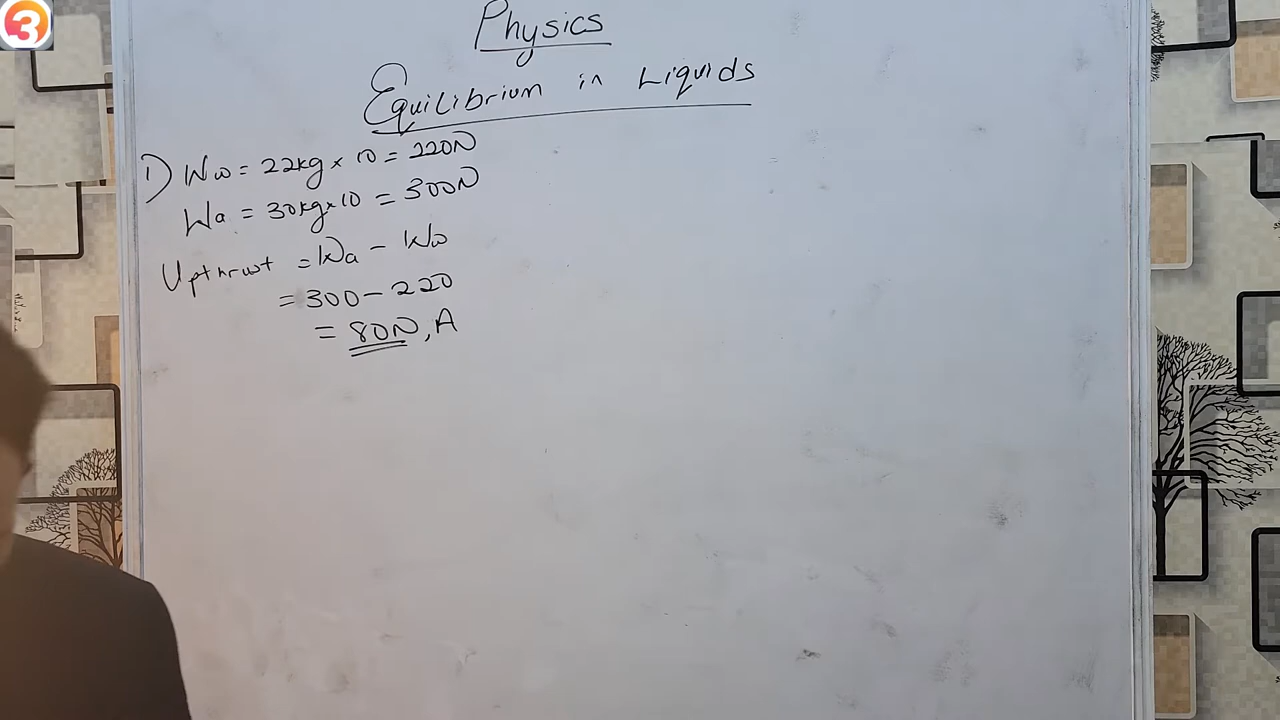 3
Physics
Equilibrium in Liquids
1) Ww = 22kg × 10 = 220N
Wa = 30kg×10 = 300N
Upthrust = Wa - Ww
= 300 - 220
= 80N, A